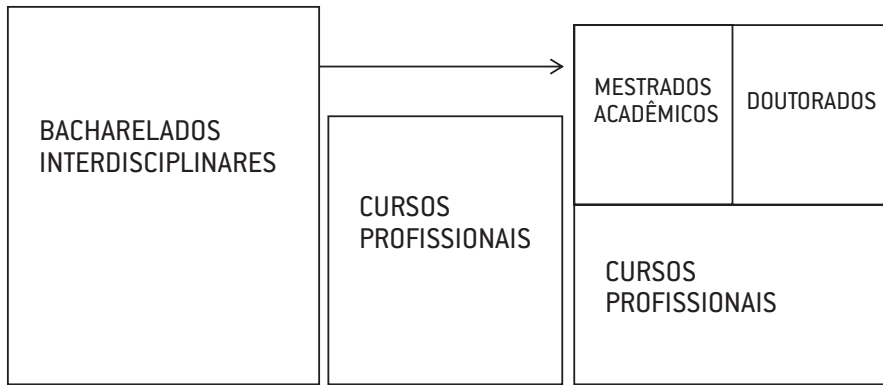 BACHARELADOS
INTERDISCIPLINARES
CURSOS
PROFISSIONAIS
MESTRADOS
ACADÊMICOS
DOUTORADOS
CURSOS
PROFISSIONAIS